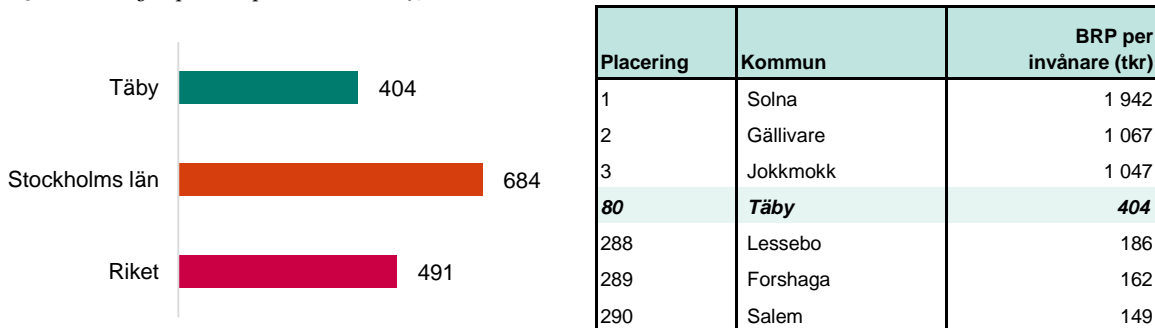 Täby 404
Stockholms län 684
Riket 491
Placering Kommun BRP per invånare (tkr)
1 Solna 1 942
2 Gällivare 1 067
3 Jokkmokk 1 047
80 Täby 404
288 Lessebo 186
289 Forshaga 162
290 Salem 149